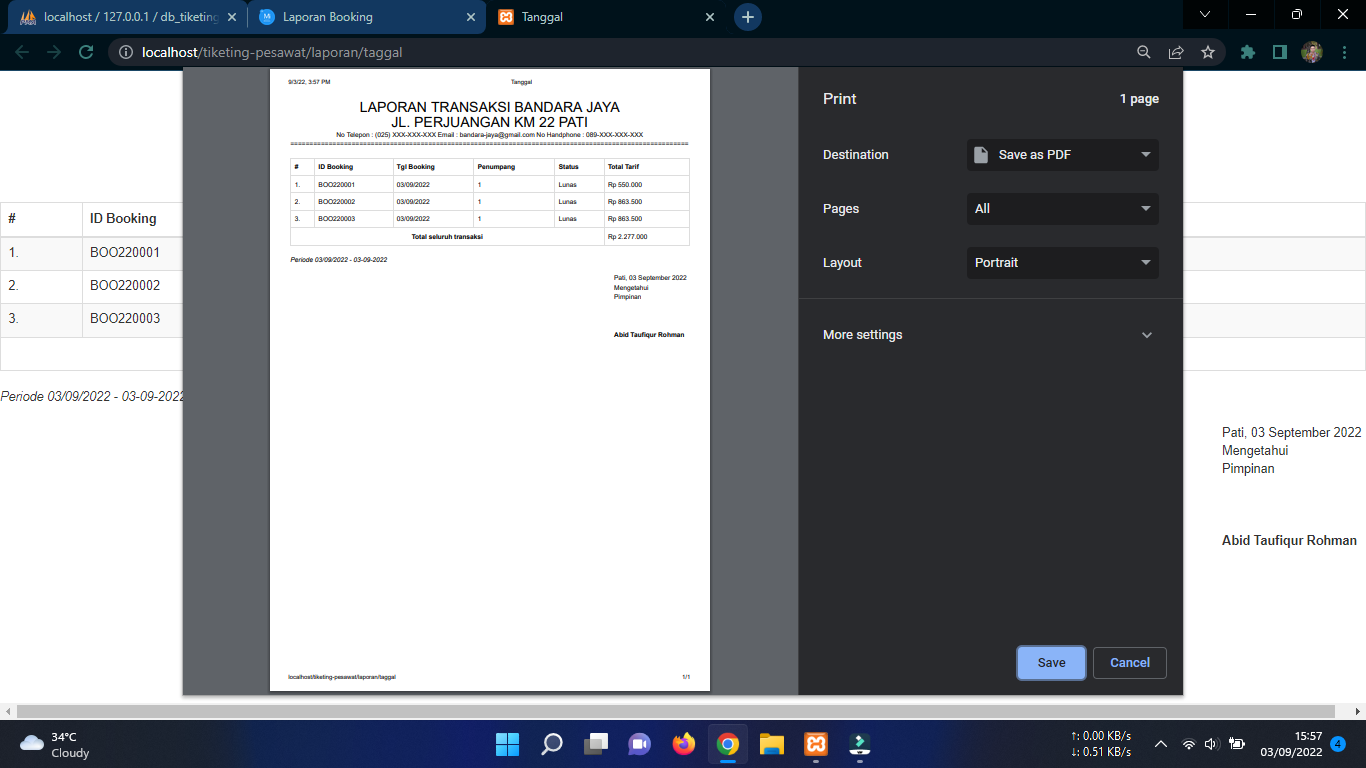 localhost / 127.0.0.1 / db_tiketing
Laporan Booking
Tanggal
localhost/tiketing-pesawat/laporan/taggal
9/3/22, 3:57 PM Tanggal
LAPORAN TRANSAKSI BANDARA JAYA
JL. PERJUANGAN KM 22 PATI
No Telepon : (025) XXX-XXX-XXX Email : bandara-jaya@gmail.com No Handphone : 089-XXX-XXX-XXX
# ID Booking Tgl Booking Penumpang Status Total Tarif
1. BOO220001 03/09/2022 1 Lunas Rp 550.000
2. BOO220002 03/09/2022 1 Lunas Rp 863.500
3. BOO220003 03/09/2022 1 Lunas Rp 863.500
Total seluruh transaksi Rp 2.277.000
Periode 03/09/2022 - 03-09-2022
Pati, 03 September 2022
Mengetahui
Pimpinan
Abid Taufiqur Rohman
localhost/tiketing-pesawat/laporan/taggal 1/1
Print 1 page
Destination Save as PDF
Pages All
Layout Portrait
More settings
Save Cancel
# ID Booking
1. BOO220001
2. BOO220002
3. BOO220003
Periode 03/09/2022 - 03-09-2022
Pati, 03 September 2022
Mengetahui
Pimpinan
Abid Taufiqur Rohman
34°C
Cloudy
↑: 0.00 KB/s
↓: 0.51 KB/s
15:57
03/09/2022
4